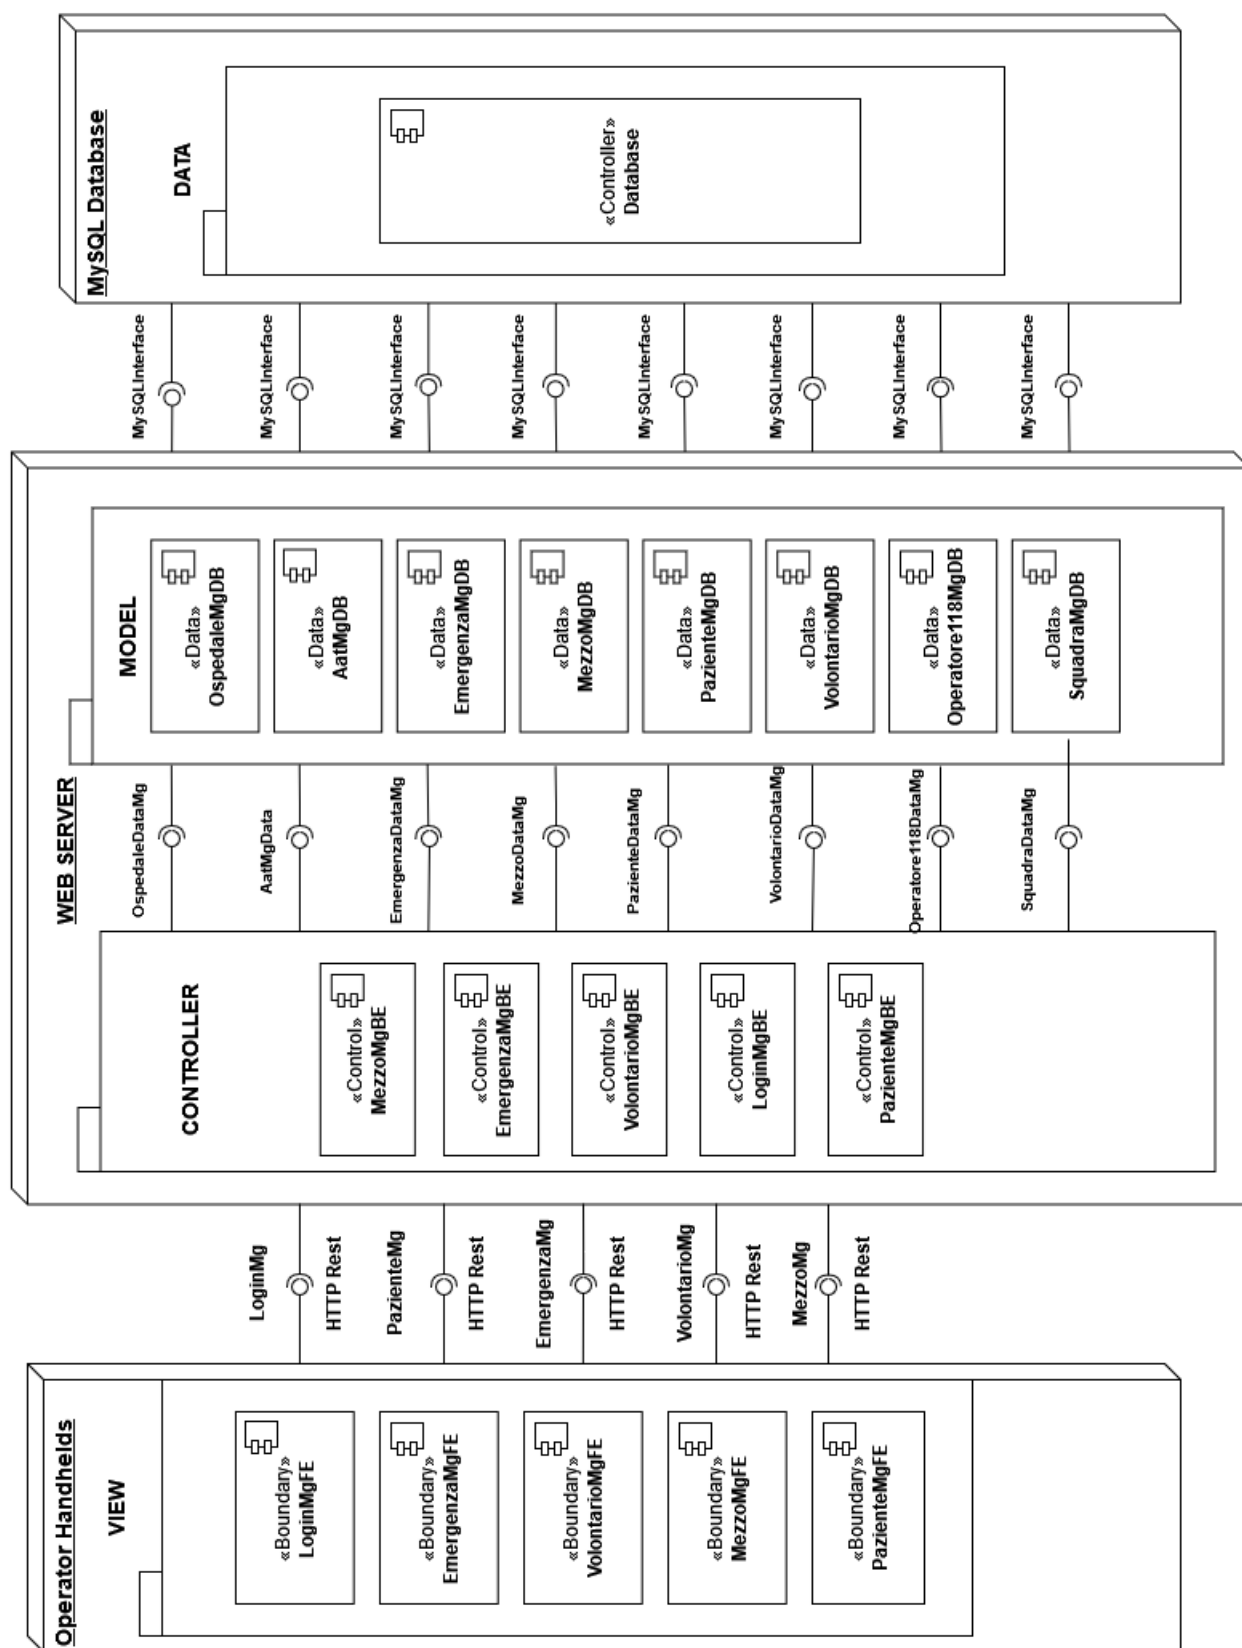 Operator Handhelds
VIEW
«Boundary»
LoginMgFE
«Boundary»
EmergenzaMgFE
«Boundary»
VolontarioMgFE
«Boundary»
MezzoMgFE
«Boundary»
PazienteMgFE
LoginMg
HTTP Rest
PazienteMg
HTTP Rest
EmergenzaMg
HTTP Rest
VolontarioMg
HTTP Rest
MezzoMg
HTTP Rest
WEB SERVER
CONTROLLER
«Control»
MezzoMgBE
«Control»
EmergenzaMgBE
«Control»
VolontarioMgBE
«Control»
LoginMgBE
«Control»
PazienteMgBE
OspedaleDataMg
AatMgData
EmergenzaDataMg
MezzoDataMg
PazienteDataMg
VolontarioDataMg
Operatore118DataMg
SquadraDataMg
MODEL
«Data»
OspedaleMgDB
«Data»
AatMgDB
«Data»
EmergenzaMgDB
«Data»
MezzoMgDB
«Data»
PazienteMgDB
«Data»
VolontarioMgDB
«Data»
Operatore118MgDB
«Data»
SquadraMgDB
MySQLInterface
MySQLInterface
MySQLInterface
MySQLInterface
MySQLInterface
MySQLInterface
MySQLInterface
MySQLInterface
MySQL Database
DATA
«Controller»
Database